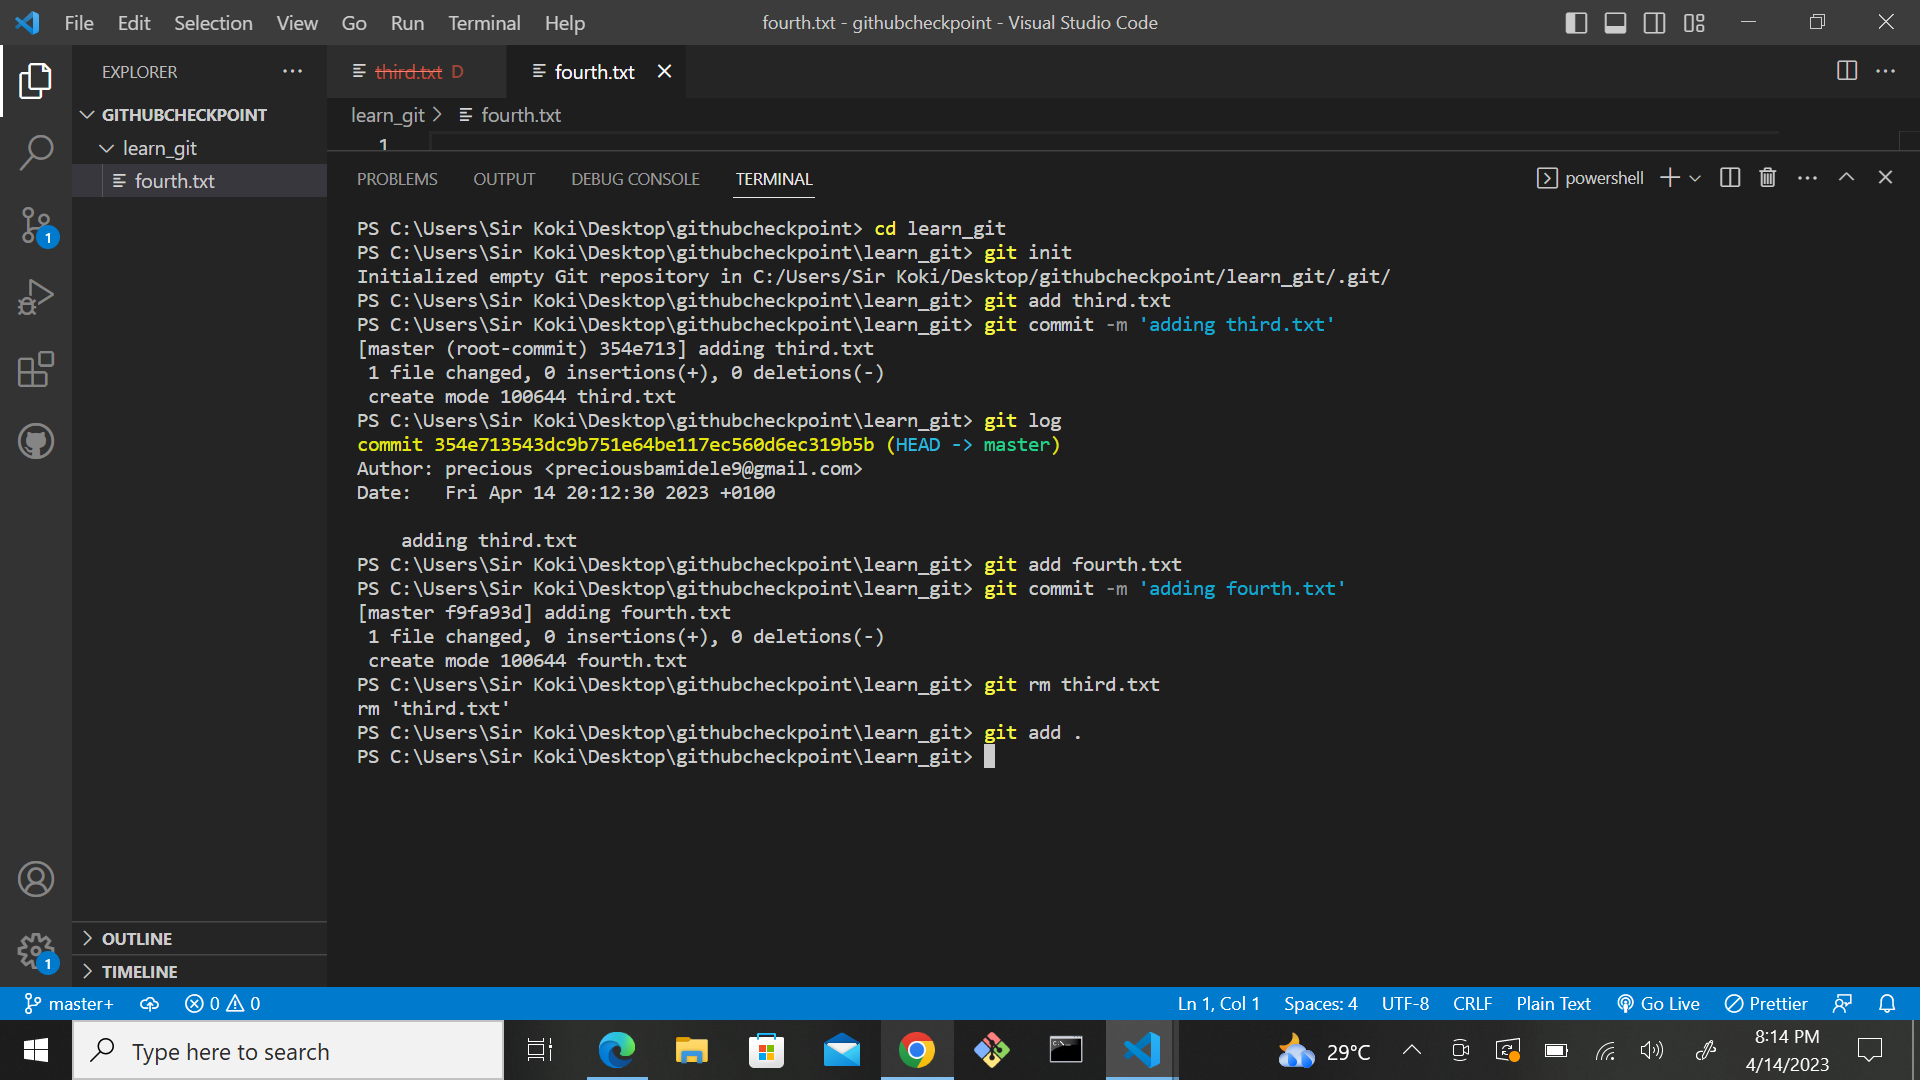 File Edit Selection View Go Run Terminal Help
fourth.txt - githubcheckpoint - Visual Studio Code
EXPLORER
third.txt D
fourth.txt
GITHUBCHECKPOINT
learn_git > fourth.txt
learn_git
1
fourth.txt
PROBLEMS OUTPUT DEBUG CONSOLE TERMINAL
powershell
PS C:\Users\Sir Koki\Desktop\githubcheckpoint> cd learn_git
PS C:\Users\Sir Koki\Desktop\githubcheckpoint\learn_git> git init
Initialized empty Git repository in C:/Users/Sir Koki/Desktop/githubcheckpoint/learn_git/.git/
PS C:\Users\Sir Koki\Desktop\githubcheckpoint\learn_git> git add third.txt
PS C:\Users\Sir Koki\Desktop\githubcheckpoint\learn_git> git commit -m 'adding third.txt'
[master (root-commit) 354e713] adding third.txt
 1 file changed, 0 insertions(+), 0 deletions(-)
 create mode 100644 third.txt
PS C:\Users\Sir Koki\Desktop\githubcheckpoint\learn_git> git log
commit 354e713543dc9b751e64be117ec560d6ec319b5b (HEAD -> master)
Author: precious <preciousbamidele9@gmail.com>
Date:   Fri Apr 14 20:12:30 2023 +0100
    adding third.txt
PS C:\Users\Sir Koki\Desktop\githubcheckpoint\learn_git> git add fourth.txt
PS C:\Users\Sir Koki\Desktop\githubcheckpoint\learn_git> git commit -m 'adding fourth.txt'
[master f9fa93d] adding fourth.txt
 1 file changed, 0 insertions(+), 0 deletions(-)
 create mode 100644 fourth.txt
PS C:\Users\Sir Koki\Desktop\githubcheckpoint\learn_git> git rm third.txt
rm 'third.txt'
PS C:\Users\Sir Koki\Desktop\githubcheckpoint\learn_git> git add .
PS C:\Users\Sir Koki\Desktop\githubcheckpoint\learn_git>
1
1
OUTLINE
TIMELINE
master+ 0 0 Ln 1, Col 1 Spaces: 4 UTF-8 CRLF Plain Text Go Live Prettier
Type here to search
29°C
8:14 PM
4/14/2023